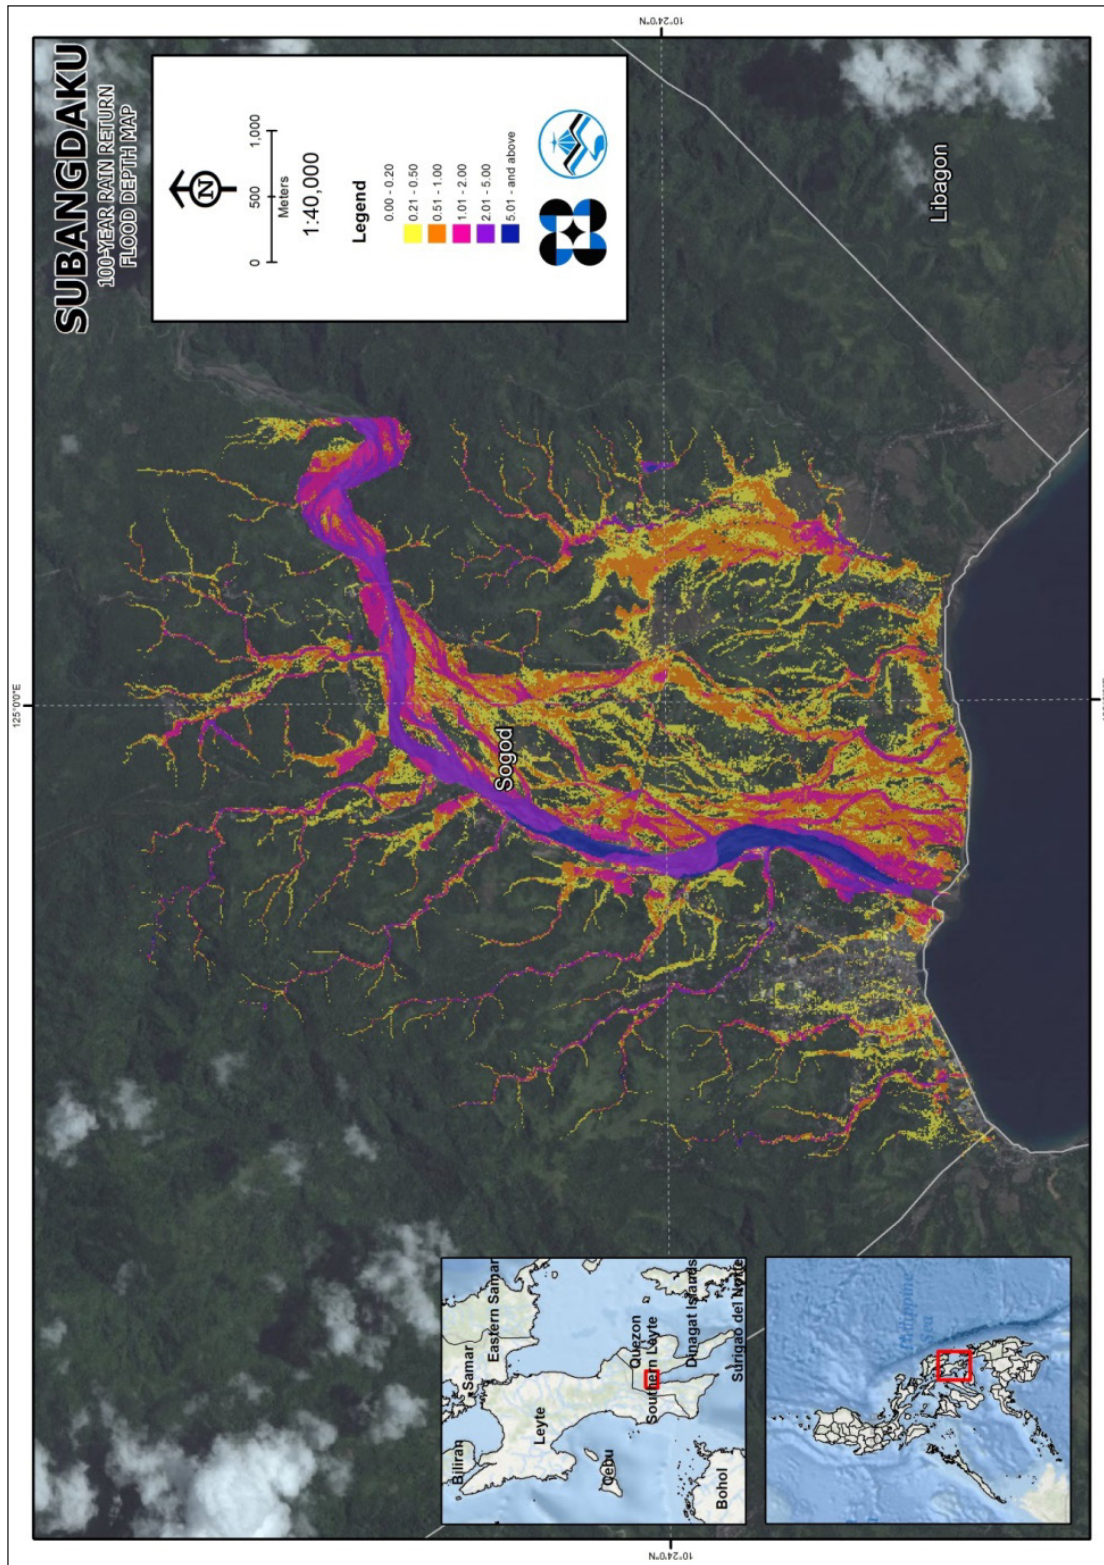 SUBANGDAKU
100-YEAR RAIN RETURN
FLOOD DEPTH MAP
N
0 500 1,000
Meters
1:40,000
Legend
0.00 - 0.20
0.21 - 0.50
0.51 - 1.00
1.01 - 2.00
2.01 - 5.00
5.01 - and above
125°0'0"E
10°24'0"N
10°24'0"N
Sogod
Libagon
Biliran
Samar
Eastern Samar
Leyte
Cebu
Quezon
Southern Leyte
Bohol
Dinagat Islands
Surigao del Norte